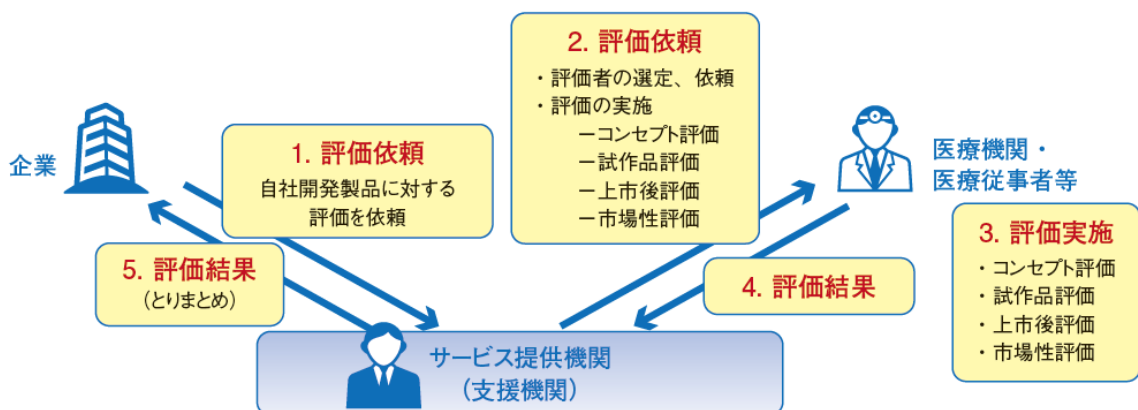 企業
1. 評価依頼
自社開発製品に対する
評価を依頼
2. 評価依頼
・評価者の選定、依頼
・評価の実施
ーコンセプト評価
ー試作品評価
ー上市後評価
ー市場性評価
医療機関・
医療従事者等
3. 評価実施
・コンセプト評価
・試作品評価
・上市後評価
・市場性評価
4. 評価結果
5. 評価結果
(とりまとめ)
サービス提供機関
(支援機関)